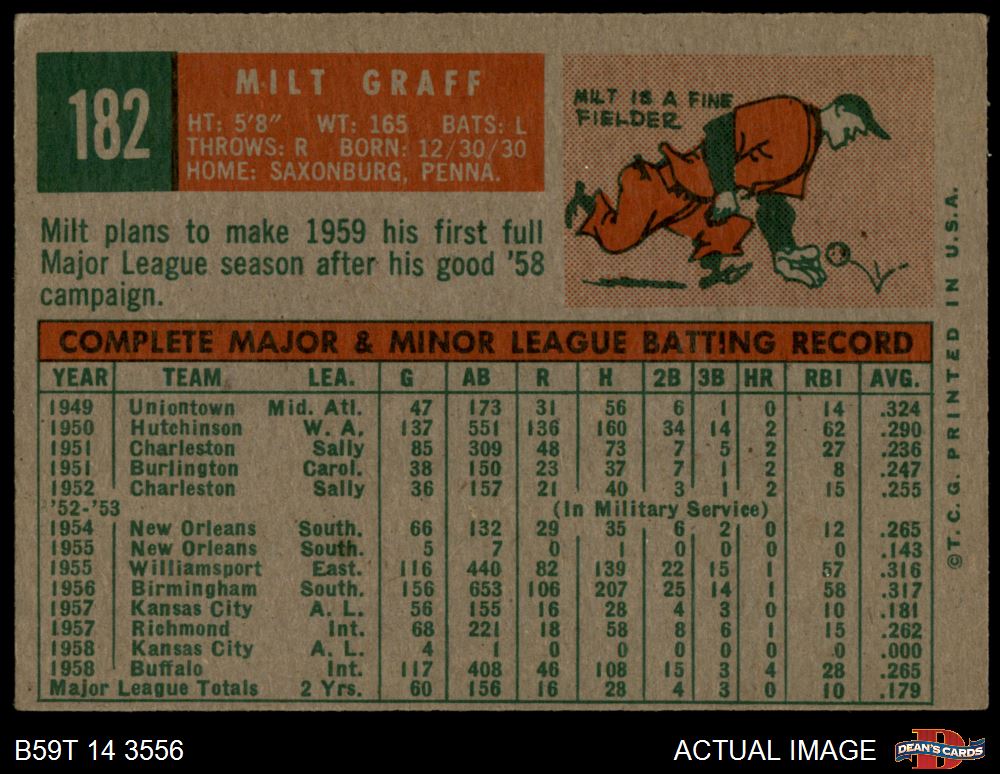 182
MILT GRAFF
HT: 5'8" WT: 165 BATS: L
THROWS: R BORN: 12/30/30
HOME: SAXONBURG, PENNA.
MILT IS A FINE
FIELDER
Milt plans to make 1959 his first full
Major League season after his good '58
campaign.
COMPLETE MAJOR & MINOR LEAGUE BATTING RECORD
YEAR TEAM LEA. G AB R H 2B 3B HR RBI AVG.
1949 Uniontown Mid. Atl. 47 173 31 56 6 1 0 14 .324
1950 Hutchinson W. A. 137 551 136 160 34 14 2 62 .290
1951 Charleston Sally 85 309 48 73 7 5 2 27 .236
1951 Burlington Carol. 38 150 23 37 7 1 2 8 .247
1952 Charleston Sally 36 157 21 40 3 1 2 15 .255
'52-'53 (In Military Service)
1954 New Orleans South. 66 132 29 35 6 2 0 12 .265
1955 New Orleans South. 5 7 0 1 0 0 0 0 .143
1955 Williamsport East. 116 440 82 139 22 15 1 57 .316
1956 Birmingham South. 156 653 106 207 25 14 1 58 .317
1957 Kansas City A. L. 56 155 16 28 4 3 0 10 .181
1957 Richmond Int. 68 221 18 58 8 6 1 15 .262
1958 Kansas City A. L. 4 1 0 0 0 0 0 0 .000
1958 Buffalo Int. 117 408 46 108 15 3 4 28 .265
Major League Totals 2 Yrs. 60 156 16 28 4 3 0 10 .179
©T.C.G. PRINTED IN U.S.A.
B59T 14 3556
ACTUAL IMAGE
DEAN'S CARDS